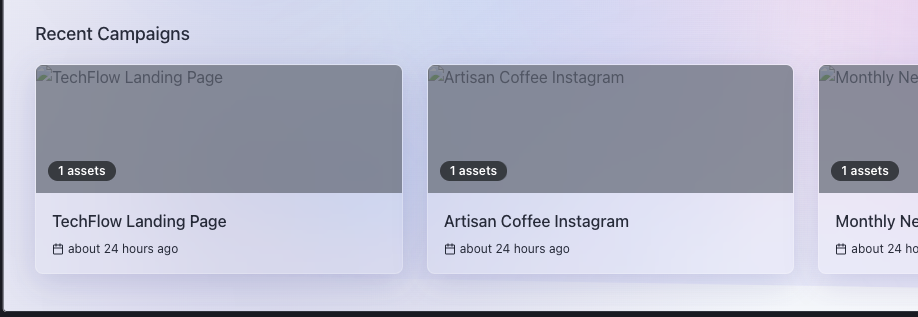 Recent Campaigns
TechFlow Landing Page
Artisan Coffee Instagram
Monthly Ne
1 assets
1 assets
1 assets
TechFlow Landing Page
Artisan Coffee Instagram
Monthly Ne
about 24 hours ago
about 24 hours ago
about 24 ho